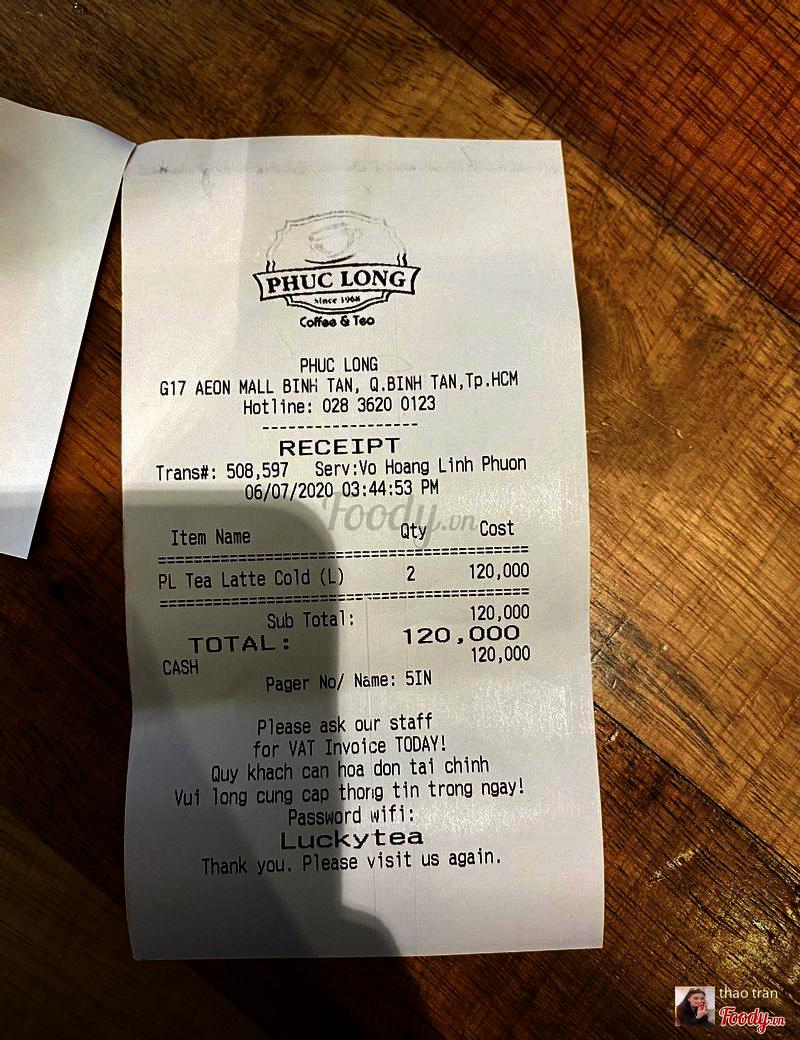 PHUC LONG
Since 1968
Coffee & Tea
PHUC LONG
G17 AEON MALL BINH TAN, Q.BINH TAN,Tp.HCM
Hotline: 028 3620 0123
------------------
RECEIPT
Trans#: 508,597 Serv:Vo Hoang Linh Phuon
06/07/2020 03:44:53 PM
Foody.vn
Item Name Qty Cost
==========================================
PL Tea Latte Cold (L) 2 120,000
==========================================
Sub Total: 120,000
TOTAL: 120,000
CASH 120,000
Pager No/ Name: 5IN
Please ask our staff
for VAT Invoice TODAY!
Quy khach can hoa don tai chinh
Vui long cung cap thong tin trong ngay!
Password wifi:
Luckytea
Thank you. Please visit us again.
thao tran
Foody.vn